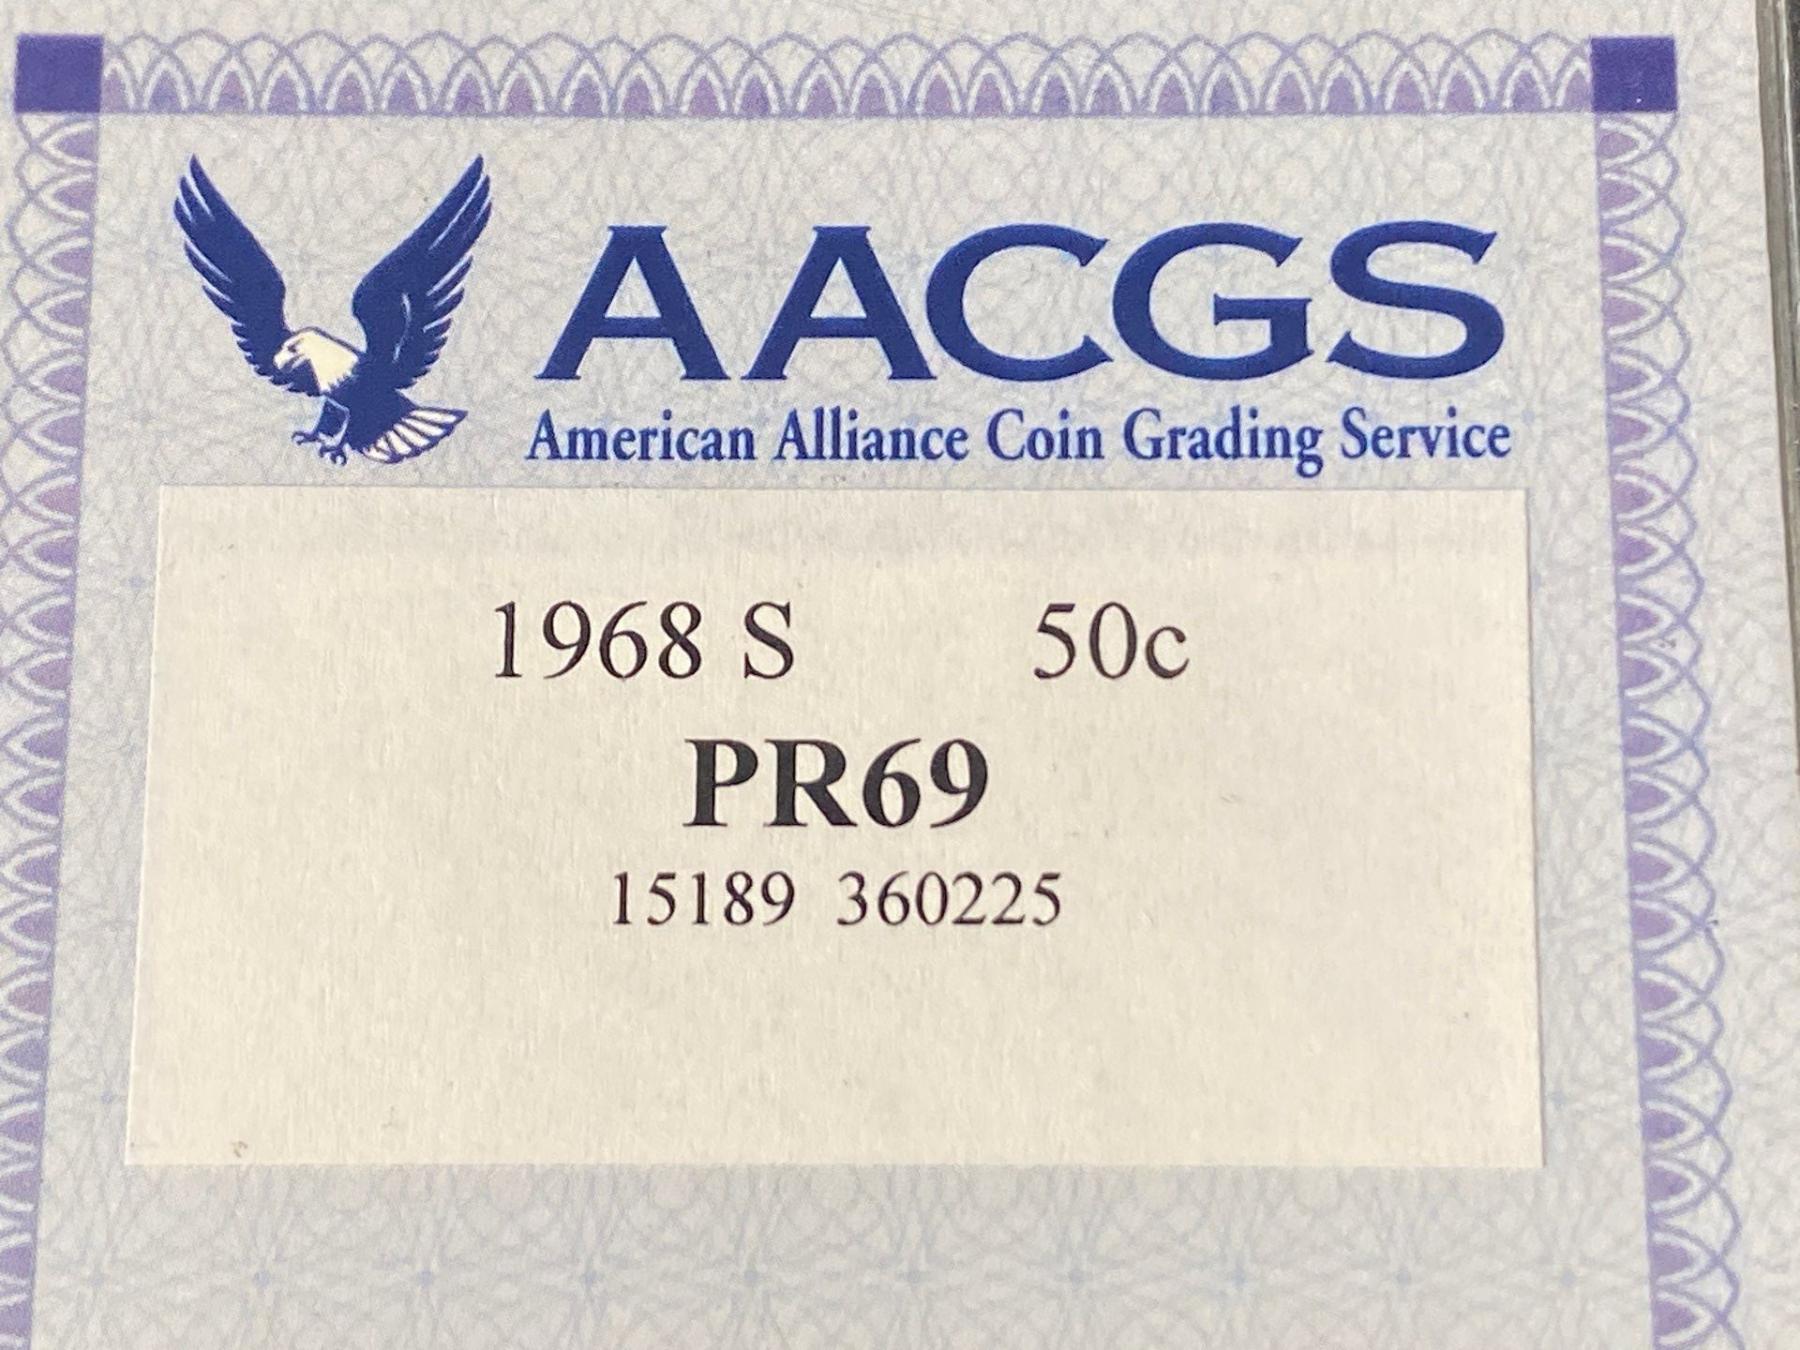 AACGS
American Alliance Coin Grading Service
1968 S 50c
PR69
15189 360225